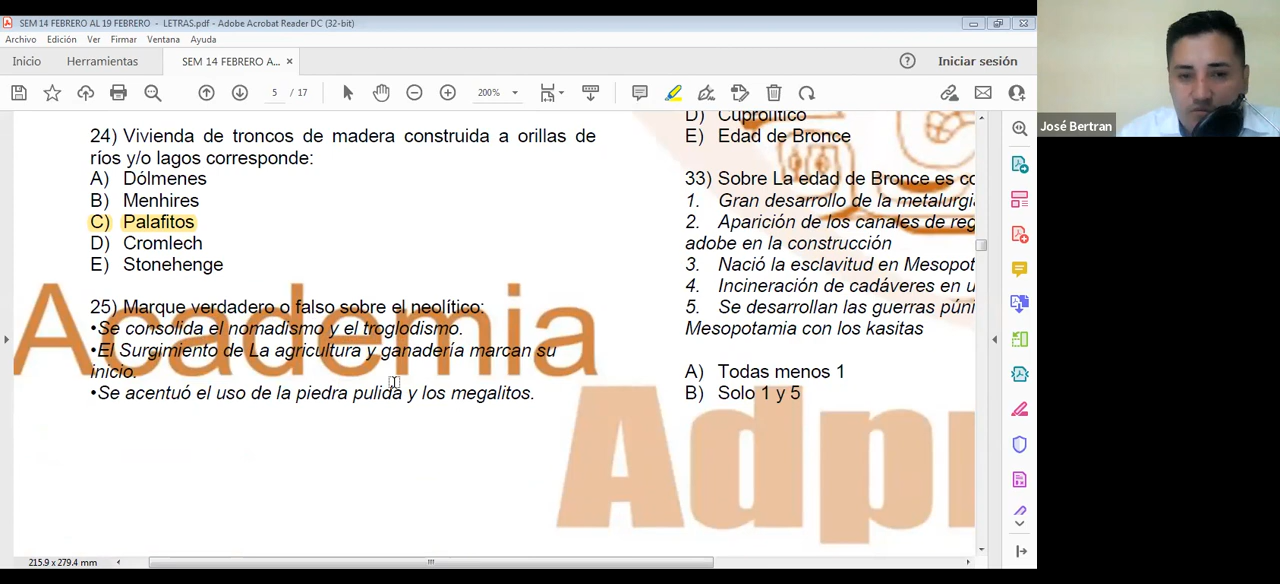 SEM 14 FEBRERO AL 19 FEBRERO - LETRAS.pdf - Adobe Acrobat Reader DC (32-bit)
Archivo Edición Ver Firmar Ventana Ayuda
Inicio Herramientas SEM 14 FEBRERO A... × Iniciar sesión
5 / 17 200%
José Bertran
24) Vivienda de troncos de madera construida a orillas de
ríos y/o lagos corresponde:
A) Dólmenes
B) Menhires
C) Palafitos
D) Cromlech
E) Stonehenge
25) Marque verdadero o falso sobre el neolítico:
•Se consolida el nomadismo y el troglodismo.
•El Surgimiento de La agricultura y ganadería marcan su
inicio.
•Se acentuó el uso de la piedra pulida y los megalitos.
D) Cuprolítico
E) Edad de Bronce
33) Sobre La edad de Bronce es co
1. Gran desarrollo de la metalurgi
2. Aparición de los canales de reg
adobe en la construcción
3. Nació la esclavitud en Mesopot
4. Incineración de cadáveres en u
5. Se desarrollan las guerras púni
Mesopotamia con los kasitas
A) Todas menos 1
B) Solo 1 y 5
Academia
Adp
215.9 x 279.4 mm